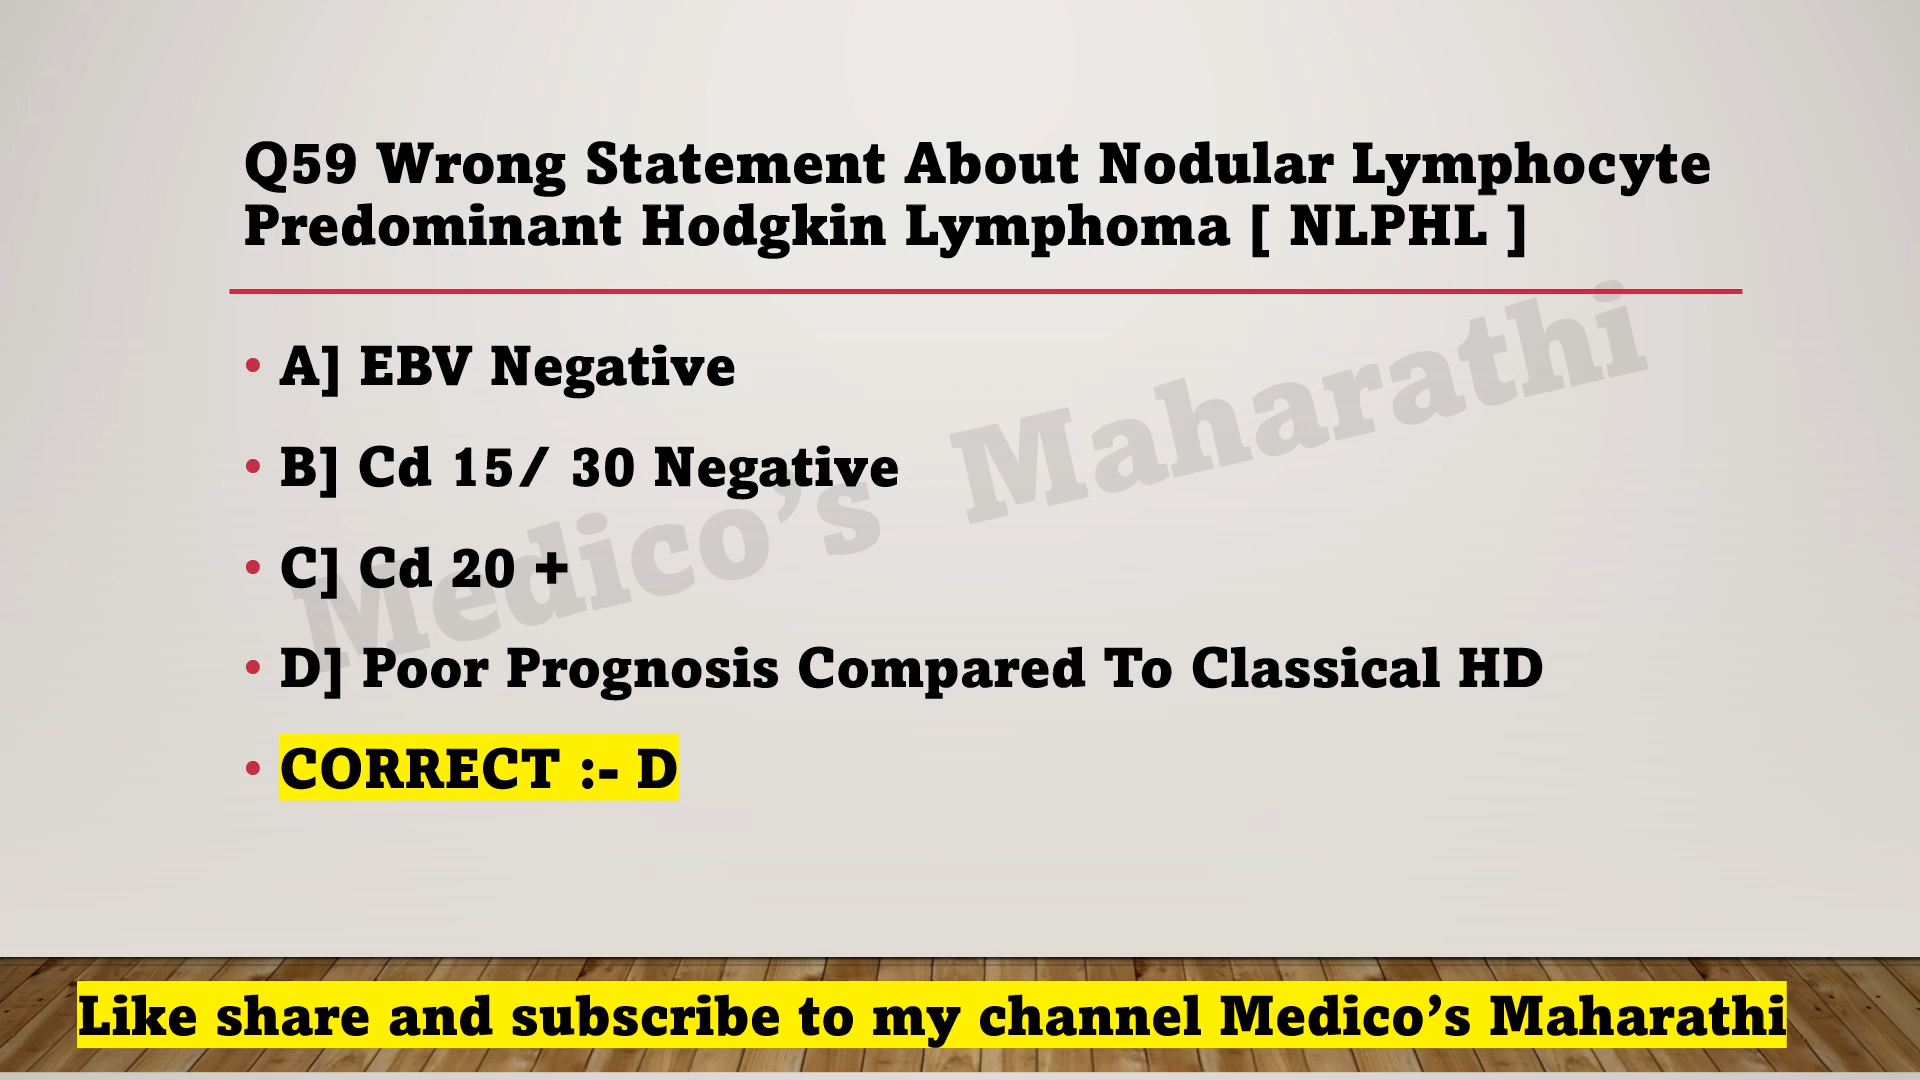 Q59 Wrong Statement About Nodular Lymphocyte
Predominant Hodgkin Lymphoma [ NLPHL ]
• A] EBV Negative
• B] Cd 15/ 30 Negative
• C] Cd 20 +
• D] Poor Prognosis Compared To Classical HD
• CORRECT :- D
Medico’s Maharathi
Like share and subscribe to my channel Medico’s Maharathi